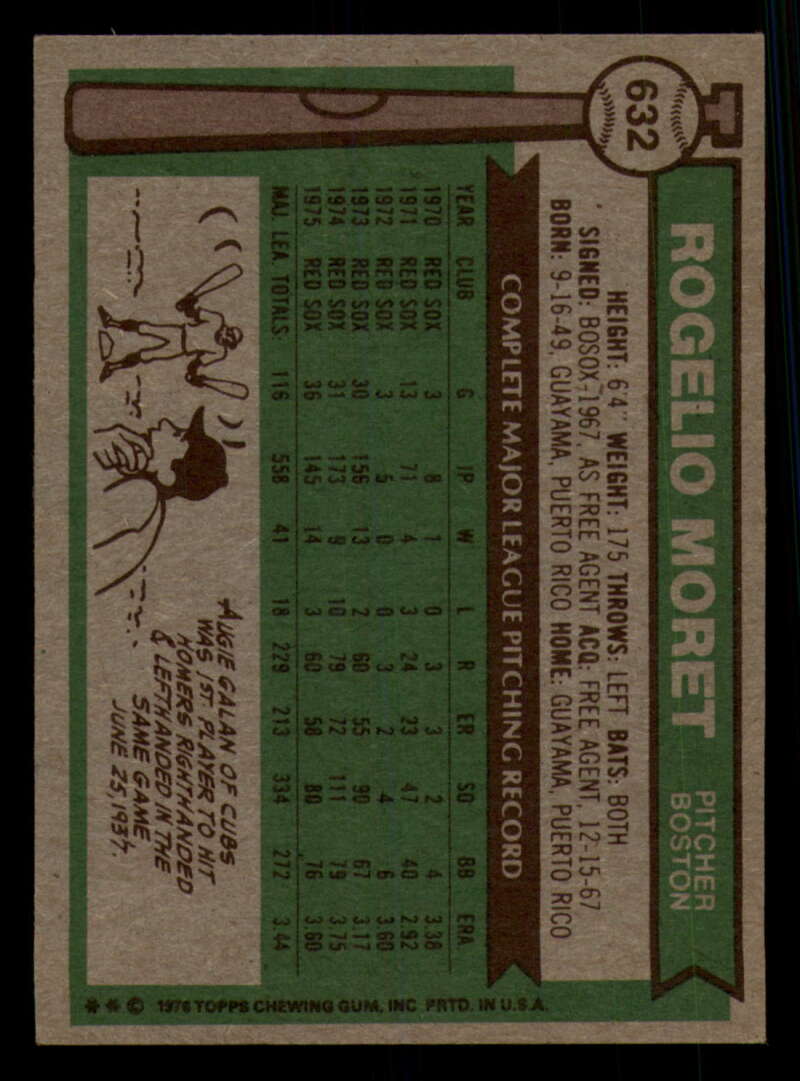 632
ROGELIO MORET
PITCHER
BOSTON
HEIGHT: 6'4" WEIGHT: 175 THROWS: LEFT BATS: BOTH
SIGNED: BOSOX-1967, AS FREE AGENT ACQ: FREE AGENT, 12-15-67
BORN: 9-16-49, GUAYAMA, PUERTO RICO HOME: GUAYAMA, PUERTO RICO
COMPLETE MAJOR LEAGUE PITCHING RECORD
YEAR CLUB G IP W L R ER SO BB ERA
1970 RED SOX 3 8 1 0 3 3 2 4 3.38
1971 RED SOX 13 71 4 3 24 23 47 40 2.92
1972 RED SOX 3 5 0 0 3 2 4 6 3.60
1973 RED SOX 30 156 13 2 60 55 90 67 3.17
1974 RED SOX 31 173 9 10 79 72 111 79 3.75
1975 RED SOX 36 145 14 3 60 58 80 76 3.60
MAJ. LEA. TOTALS: 116 558 41 18 229 213 334 272 3.44
AUGIE GALAN OF CUBS
WAS 1ST PLAYER TO HIT
HOMERS RIGHTHANDED
& LEFTHANDED IN THE
SAME GAME
JUNE 25, 1937.
** © 1976 TOPPS CHEWING GUM, INC PRTD. IN U.S.A.